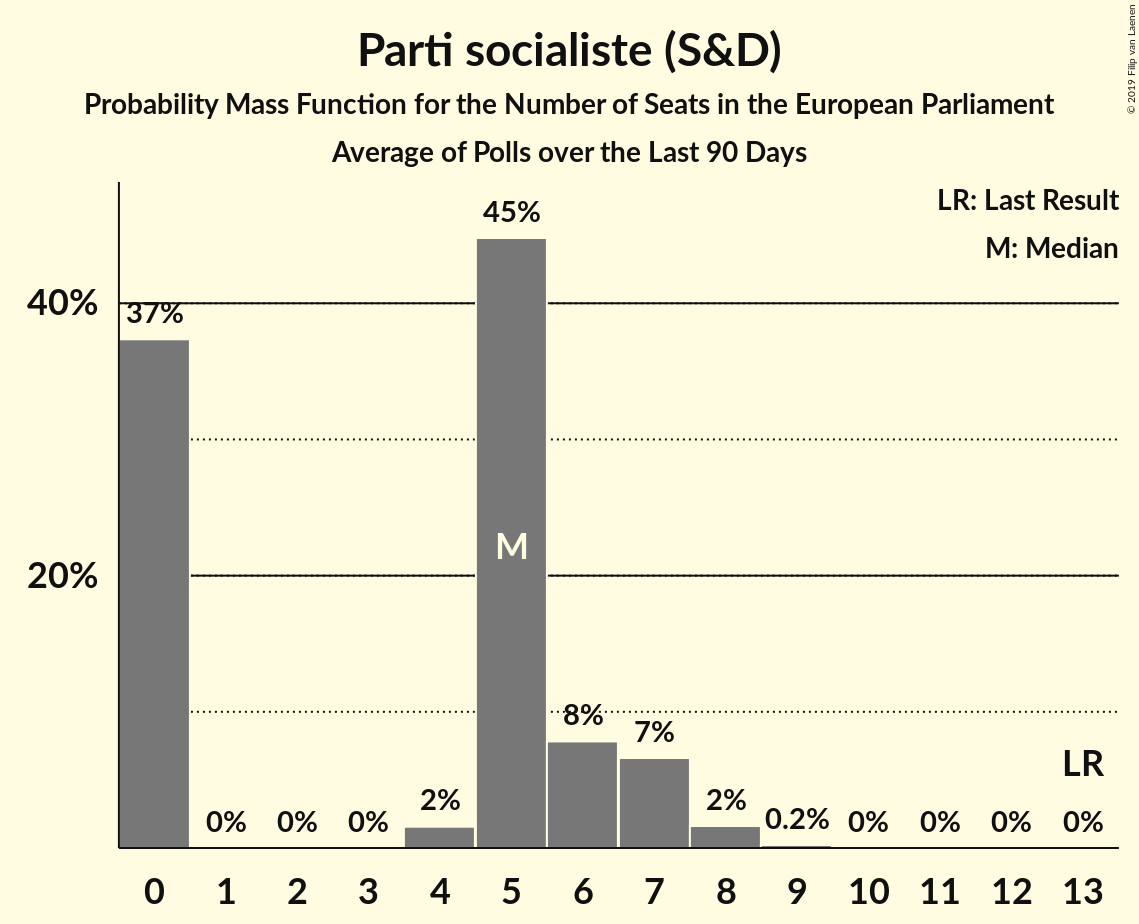 Parti socialiste (S&D)
Probability Mass Function for the Number of Seats in the European Parliament
Average of Polls over the Last 90 Days
© 2019 Filip van Laenen
LR: Last Result
M: Median
45%
40%
37%
M
20%
8%
7%
LR
2%
2%
0.2%
0%
0%
0%
0%
0%
0%
0%
0 1 2 3 4 5 6 7 8 9 10 11 12 13